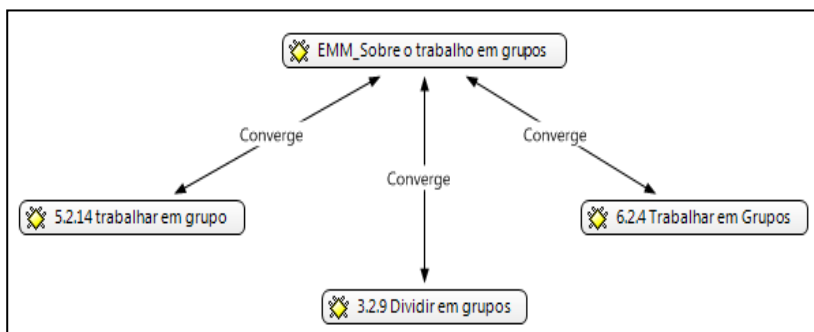 EMM_Sobre o trabalho em grupos
Converge
Converge
Converge
5.2.14 trabalhar em grupo
6.2.4 Trabalhar em Grupos
3.2.9 Dividir em grupos